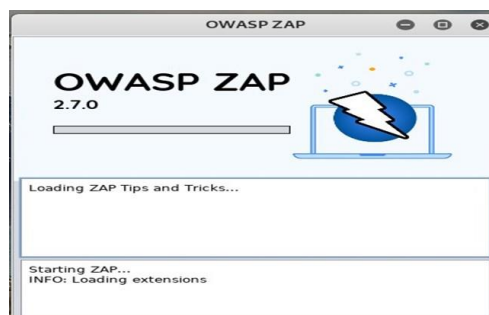 OWASP ZAP
OWASP ZAP
2.7.0
Loading ZAP Tips and Tricks...
Starting ZAP...
INFO: Loading extensions